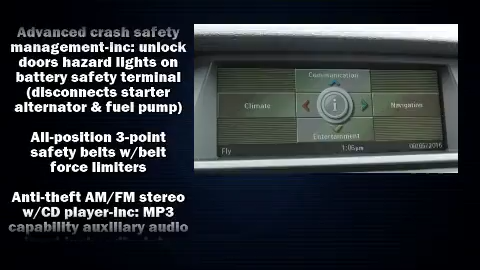 Advanced crash safety
management-inc: unlock
doors hazard lights on
battery safety terminal
(disconnects starter
alternator & fuel pump)
All-position 3-point
safety belts w/belt
force limiters
Anti-theft AM/FM stereo
w/CD player-inc: MP3
capability auxiliary audio
Communication
Climate
i
Navigation
Entertainment
Fly
1:06pm